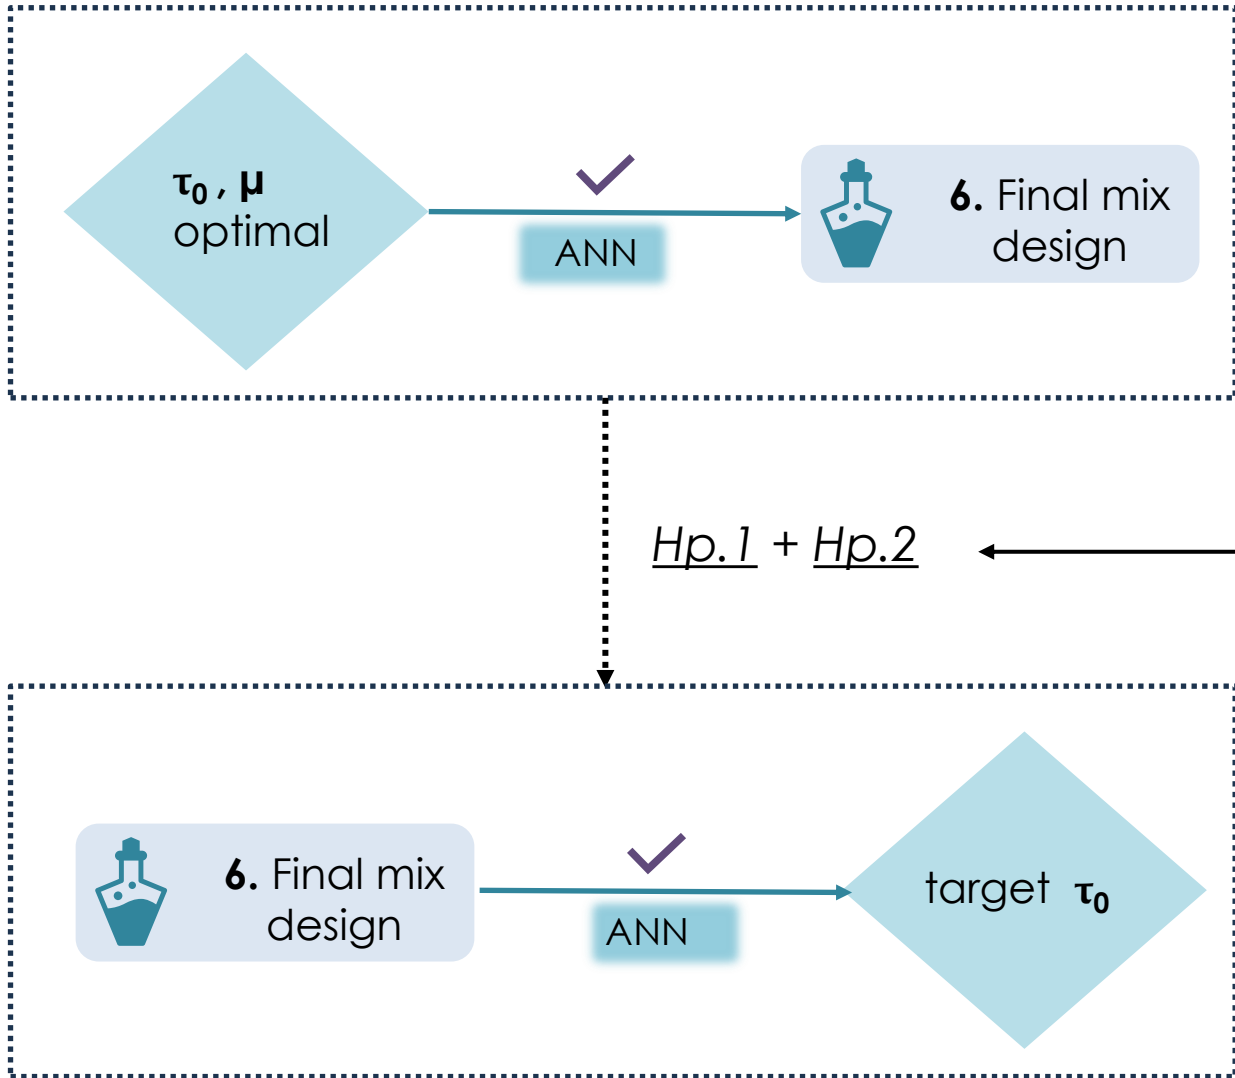 τ₀ , μ
optimal
ANN
6. Final mix
design
Hp.1 + Hp.2
6. Final mix
design
ANN
target τ₀